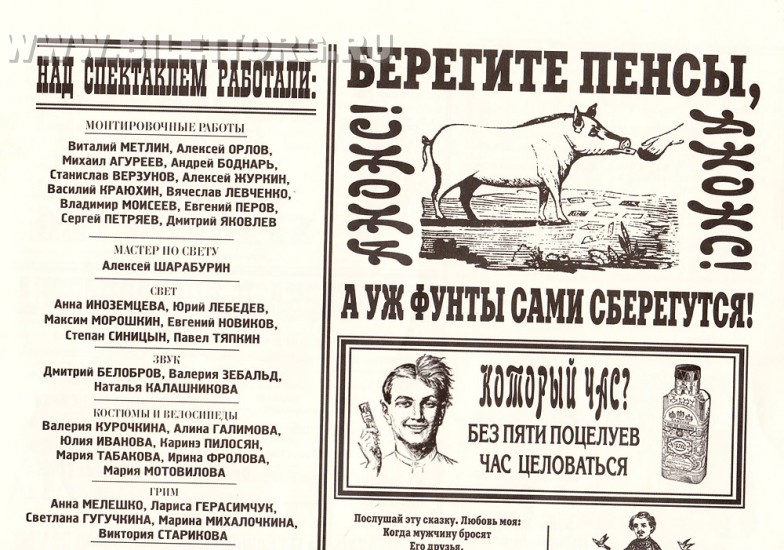 WWW.BILETTORG.RU
НАД СПЕКТАКЛЕМ РАБОТАЛИ:
МОНТИРОВОЧНЫЕ РАБОТЫ
Виталий МЕТЛИН, Алексей ОРЛОВ,
Михаил АГУРЕЕВ, Андрей БОДНАРЬ,
Станислав ВЕРЗУНОВ, Алексей ЖУРКИН,
Василий КРАЮХИН, Вячеслав ЛЕВЧЕНКО,
Владимир МОИСЕЕВ, Евгений ПЕРОВ,
Сергей ПЕТРЯЕВ, Дмитрий ЯКОВЛЕВ
МАСТЕР ПО СВЕТУ
Алексей ШАРАБУРИН
СВЕТ
Анна ИНОЗЕМЦЕВА, Юрий ЛЕБЕДЕВ,
Максим МОРОШКИН, Евгений НОВИКОВ,
Степан СИНИЦЫН, Павел ТЯПКИН
ЗВУК
Дмитрий БЕЛОБРОВ, Валерия ЗЕБАЛЬД,
Наталья КАЛАШНИКОВА
КОСТЮМЫ И ВЕЛОСИПЕДЫ
Валерия КУРОЧКИНА, Алина ГАЛИМОВА,
Юлия ИВАНОВА, Каринэ ПИЛОСЯН,
Мария ТАБАКОВА, Ирина ФРОЛОВА,
Мария МОТОВИЛОВА
ГРИМ
Анна МЕЛЕШКО, Лариса ГЕРАСИМЧУК,
Светлана ГУГУЧКИНА, Марина МИХАЛОЧКИНА,
Виктория СТАРИКОВА
БЕРЕГИТЕ ПЕНСЫ,
ДЖОЖС!
ДЖОЖС!
А УЖ ФУНТЫ САМИ СБЕРЕГУТСЯ!
КОТОРЫЙ ЧАС?
БЕЗ ПЯТИ ПОЦЕЛУЕВ
ЧАС ЦЕЛОВАТЬСЯ
Послушай эту сказку. Любовь моя:
Когда мужчину бросят
Его друзья,